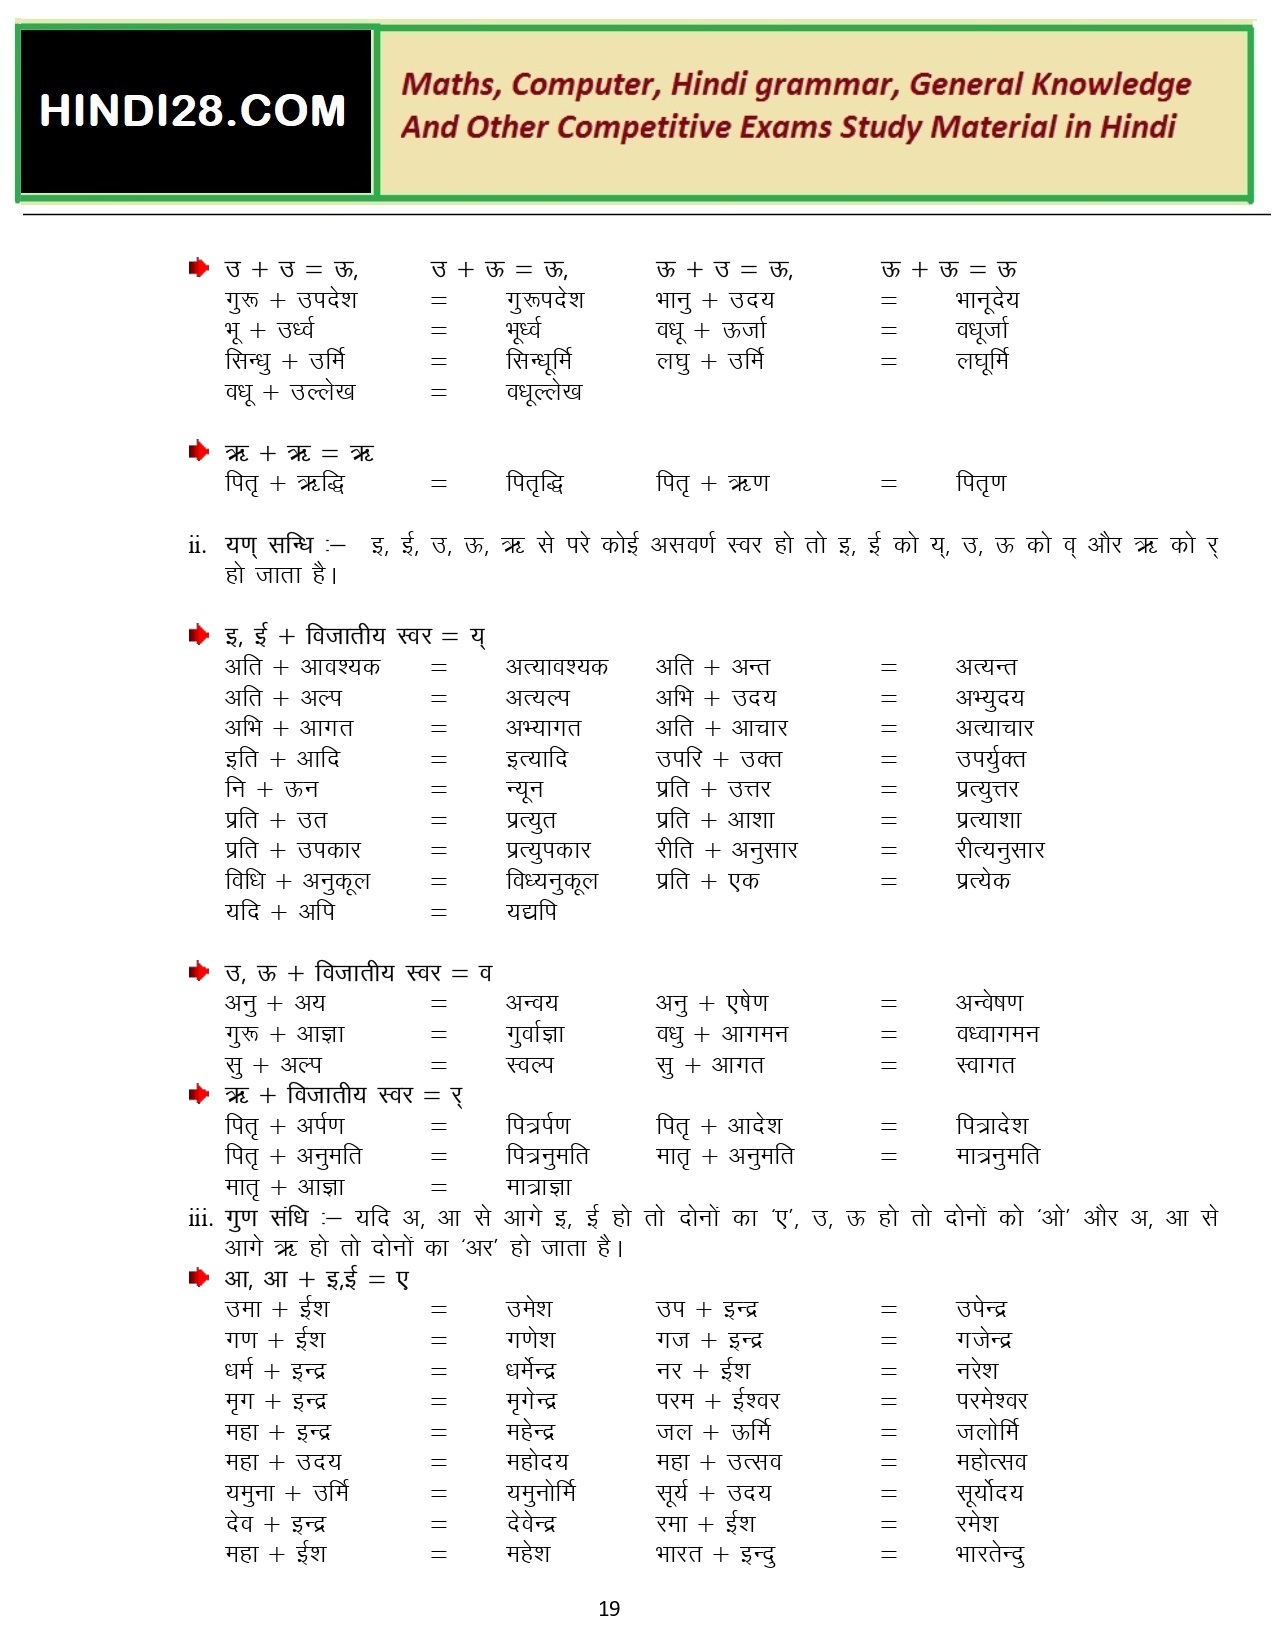 HINDI28.COM
Maths, Computer, Hindi grammar, General Knowledge
And Other Competitive Exams Study Material in Hindi
उ + उ = ऊ, उ + ऊ = ऊ, ऊ + उ = ऊ, ऊ + ऊ = ऊ
गुरू + उपदेश = गुरूपदेश भानु + उदय = भानूदेय
भू + उर्ध्व = भूर्ध्व वधू + ऊर्जा = वधूर्जा
सिन्धु + उर्मि = सिन्धूर्मि लघु + उर्मि = लघूर्मि
वधू + उल्लेख = वधूल्लेख
ऋ + ऋ = ऋ
पितृ + ऋद्धि = पितृद्धि पितृ + ऋण = पितृण
ii. यण् सन्धि :– इ, ई, उ, ऊ, ऋ से परे कोई असवर्ण स्वर हो तो इ, ई को य्, उ, ऊ को व् और ऋ को र्
हो जाता है।
इ, ई + विजातीय स्वर = य्
अति + आवश्यक = अत्यावश्यक अति + अन्त = अत्यन्त
अति + अल्प = अत्यल्प अभि + उदय = अभ्युदय
अभि + आगत = अभ्यागत अति + आचार = अत्याचार
इति + आदि = इत्यादि उपरि + उक्त = उपर्युक्त
नि + ऊन = न्यून प्रति + उत्तर = प्रत्युत्तर
प्रति + उत = प्रत्युत प्रति + आशा = प्रत्याशा
प्रति + उपकार = प्रत्युपकार रीति + अनुसार = रीत्यनुसार
विधि + अनुकूल = विध्यनुकूल प्रति + एक = प्रत्येक
यदि + अपि = यद्यपि
उ, ऊ + विजातीय स्वर = व
अनु + अय = अन्वय अनु + एषेण = अन्वेषण
गुरू + आज्ञा = गुर्वाज्ञा वधु + आगमन = वध्वागमन
सु + अल्प = स्वल्प सु + आगत = स्वागत
ऋ + विजातीय स्वर = र्
पितृ + अर्पण = पित्रर्पण पितृ + आदेश = पित्रादेश
पितृ + अनुमति = पित्रनुमति मातृ + अनुमति = मात्रनुमति
मातृ + आज्ञा = मात्राज्ञा
iii. गुण संधि :– यदि अ, आ से आगे इ, ई हो तो दोनों का ‘ए’, उ, ऊ हो तो दोनों को ‘ओ’ और अ, आ से
आगे ऋ हो तो दोनों का ‘अर’ हो जाता है।
आ, आ + इ,ई = ए
उमा + ईश = उमेश उप + इन्द्र = उपेन्द्र
गण + ईश = गणेश गज + इन्द्र = गजेन्द्र
धर्म + इन्द्र = धर्मेन्द्र नर + ईश = नरेश
मृग + इन्द्र = मृगेन्द्र परम + ईश्वर = परमेश्वर
महा + इन्द्र = महेन्द्र जल + ऊर्मि = जलोर्मि
महा + उदय = महोदय महा + उत्सव = महोत्सव
यमुना + उर्मि = यमुनोर्मि सूर्य + उदय = सूर्योदय
देव + इन्द्र = देवेन्द्र रमा + ईश = रमेश
महा + ईश = महेश भारत + इन्दु = भारतेन्दु
19